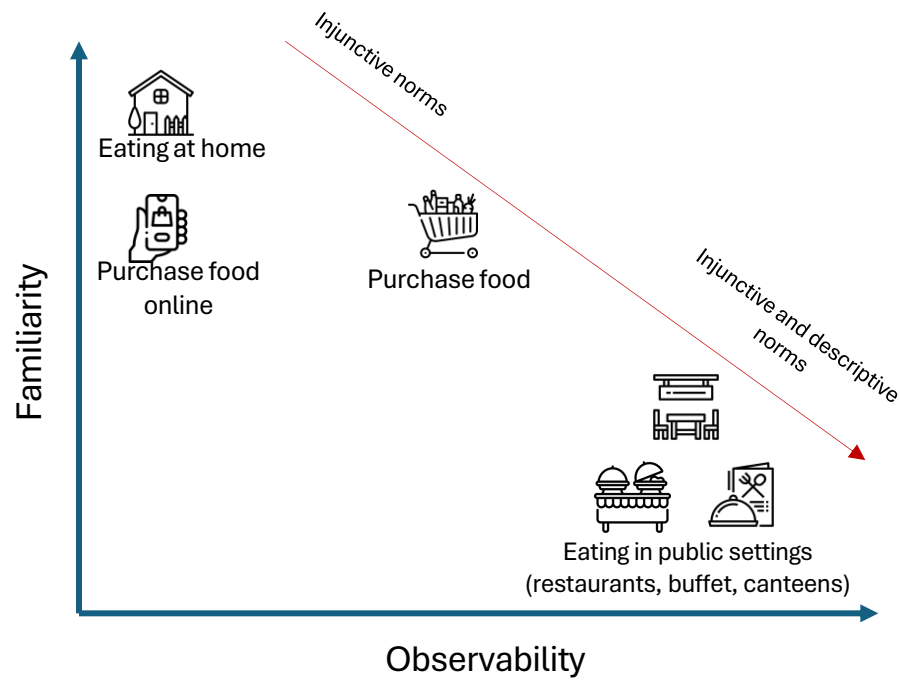 Injunctive norms
Eating at home
Purchase food
online
Purchase food
Injunctive and descriptive
norms
Familiarity
Eating in public settings
(restaurants, buffet, canteens)
Observability